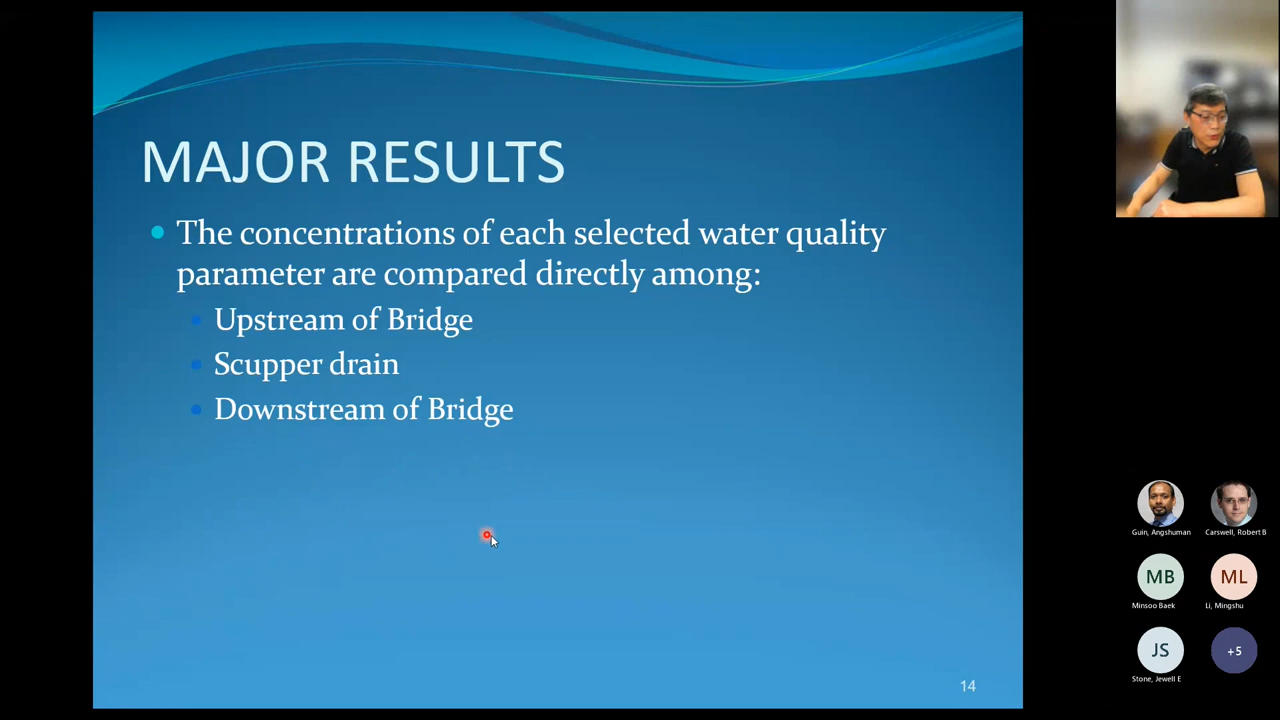 MAJOR RESULTS
The concentrations of each selected water quality
parameter are compared directly among:
Upstream of Bridge
Scupper drain
Downstream of Bridge
14
Guin, Angshuman
Carswell, Robert B
MB
ML
Minsoo Baek
Li, Mingshu
JS
+5
Stone, Jewell E